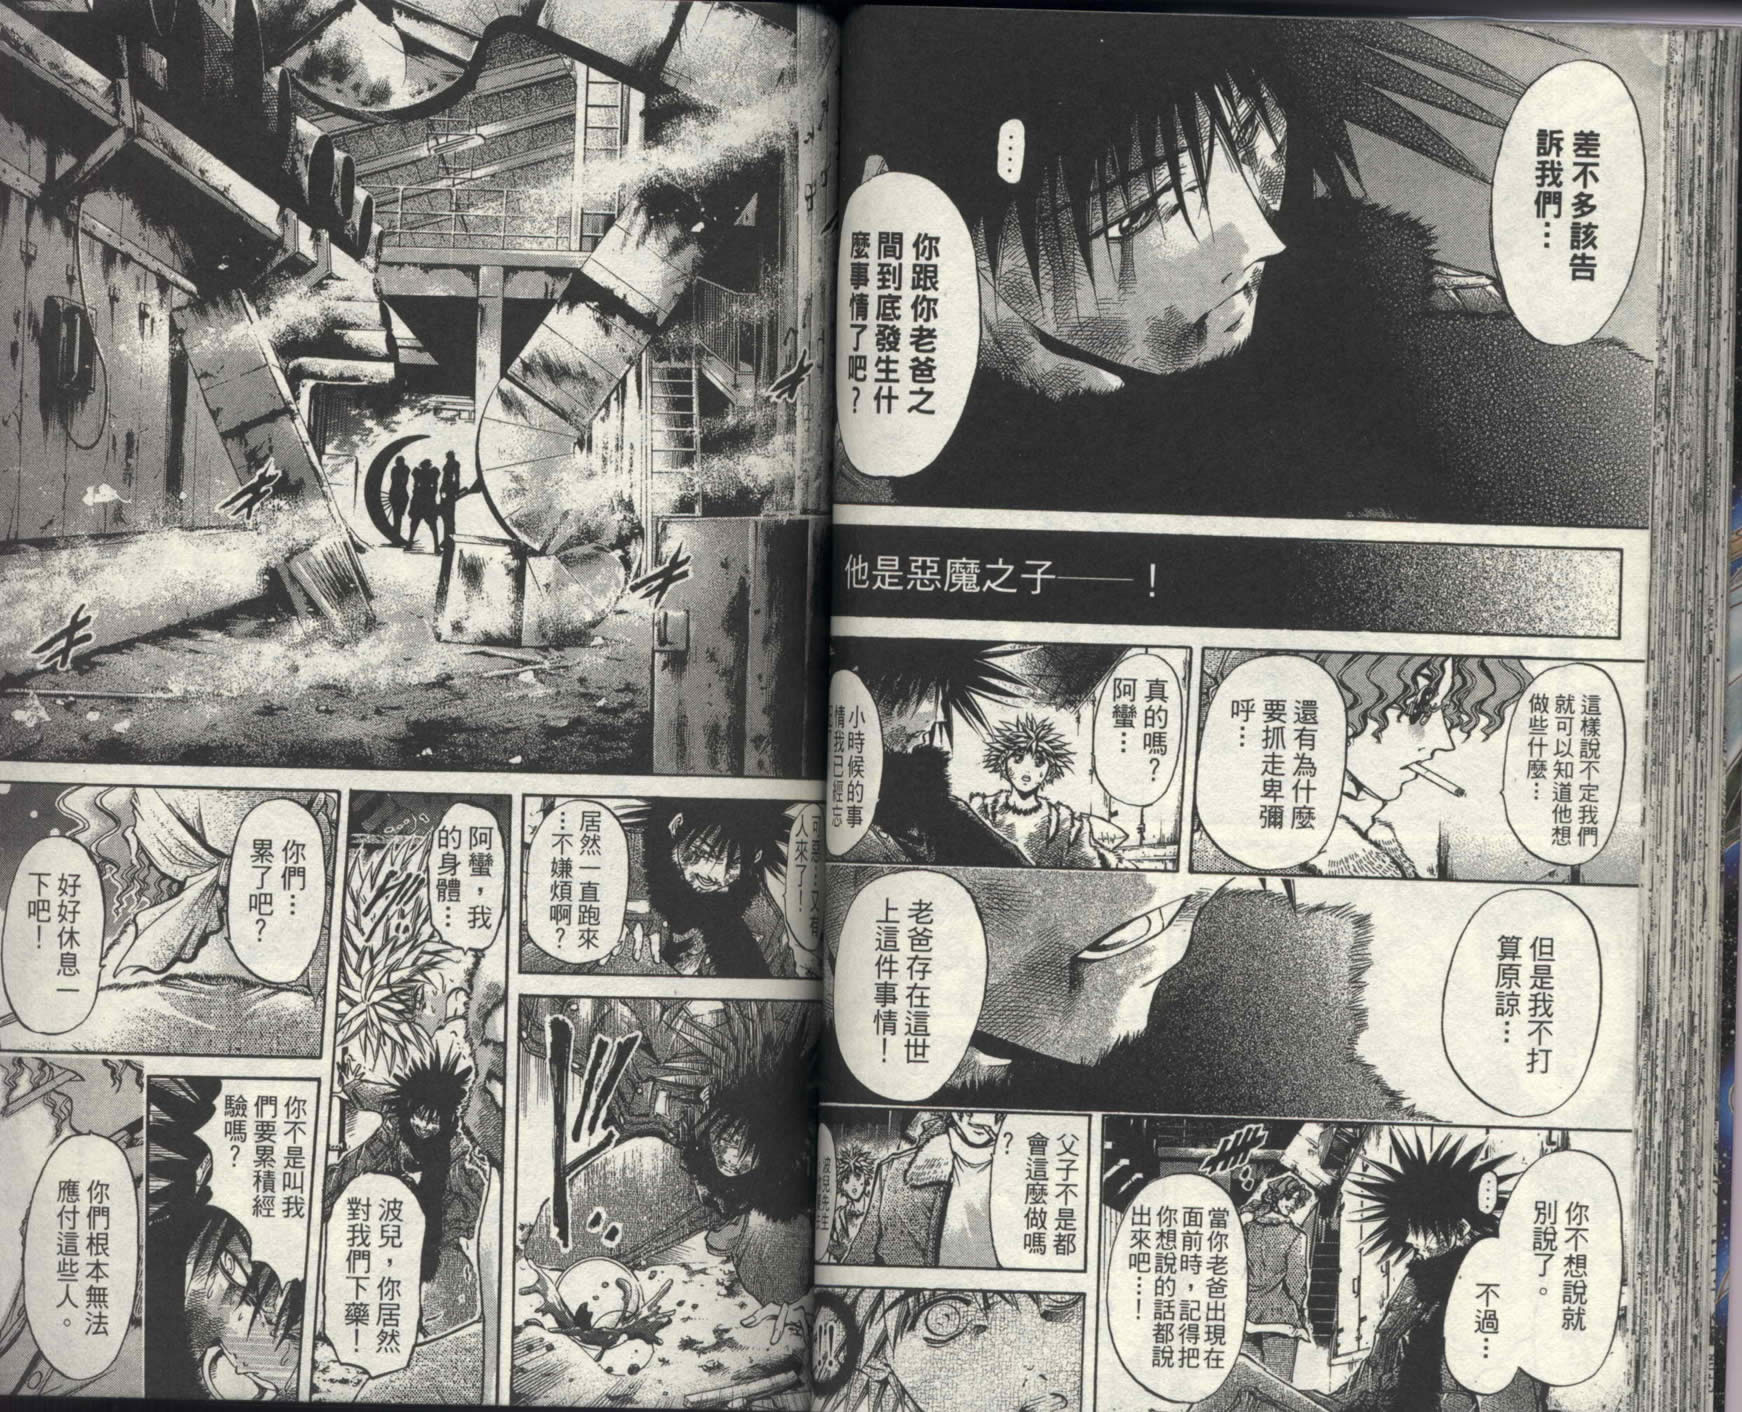 差不多該告
訴我們…
‥‥
你跟你老爸之
間到底發生什
麼事情了吧?
他是惡魔之子——!
這樣說不定我們
就可以知道他想
做些什麼…
還有為什麼
要抓走卑彌
呼…
真的嗎?
阿蠻…
小時候的事
情我已經忘
但是我不打
算原諒…
老爸存在這世
上這件事情!
你不想說就
別說了。
不過…
‥‥
當你老爸出現在
面前時,記得把
你想說的話都說
出來吧…!
父子不是都
會這麼做嗎
?
波兒先生
!!!
可惡!又有
人來了!
居然一直跑來
…不嫌煩啊?
阿蠻,我
的身體…
你們…
累了吧?
好好休息一
下吧!
波兒,你居然
對我們下藥!
你不是叫我
們要累積經
驗嗎?
你們根本無法
應付這些人。